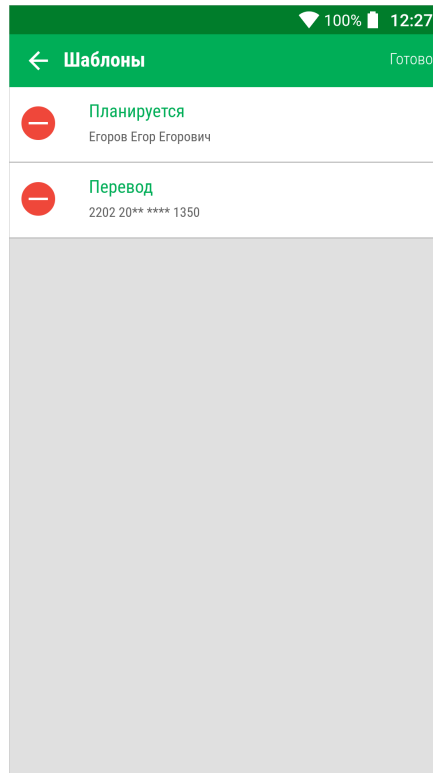 100% 12:27
Шаблоны Готово
Планируется
Егоров Егор Егорович
Перевод
2202 20** **** 1350